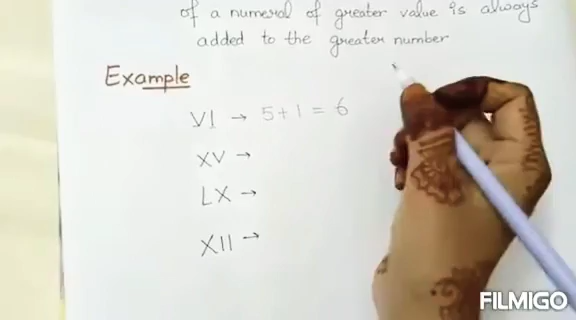 of a numeral of greater value is always
added to the greater number
Example
VI → 5+1 = 6
XV →
LX →
XII →
FILMIGO